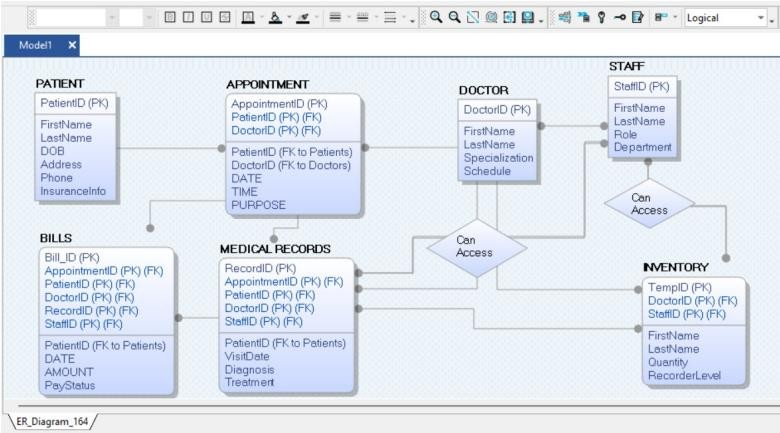 B I U S A Logical
Model1 X
PATIENT
PatientID (PK)
FirstName
LastName
DOB
Address
Phone
InsuranceInfo
APPOINTMENT
AppointmentID (PK)
PatientID (PK) (FK)
DoctorID (PK) (FK)
PatientID (FK to Patients)
DoctorID (FK to Doctors)
DATE
TIME
PURPOSE
DOCTOR
DoctorID (PK)
FirstName
LastName
Specialization
Schedule
STAFF
StaffID (PK)
FirstName
LastName
Role
Department
Can
Access
BILLS
Bill_ID (PK)
AppointmentID (PK) (FK)
PatientID (PK) (FK)
DoctorID (PK) (FK)
RecordID (PK) (FK)
StaffID (PK) (FK)
PatientID (FK to Patients)
DATE
AMOUNT
PayStatus
MEDICAL RECORDS
RecordID (PK)
AppointmentID (PK) (FK)
PatientID (PK) (FK)
DoctorID (PK) (FK)
StaffID (PK) (FK)
PatientID (FK to Patients)
VisitDate
Diagnosis
Treatment
Can
Access
INVENTORY
TempID (PK)
DoctorID (PK) (FK)
StaffID (PK) (FK)
FirstName
LastName
Quantity
RecorderLevel
ER_Diagram_164